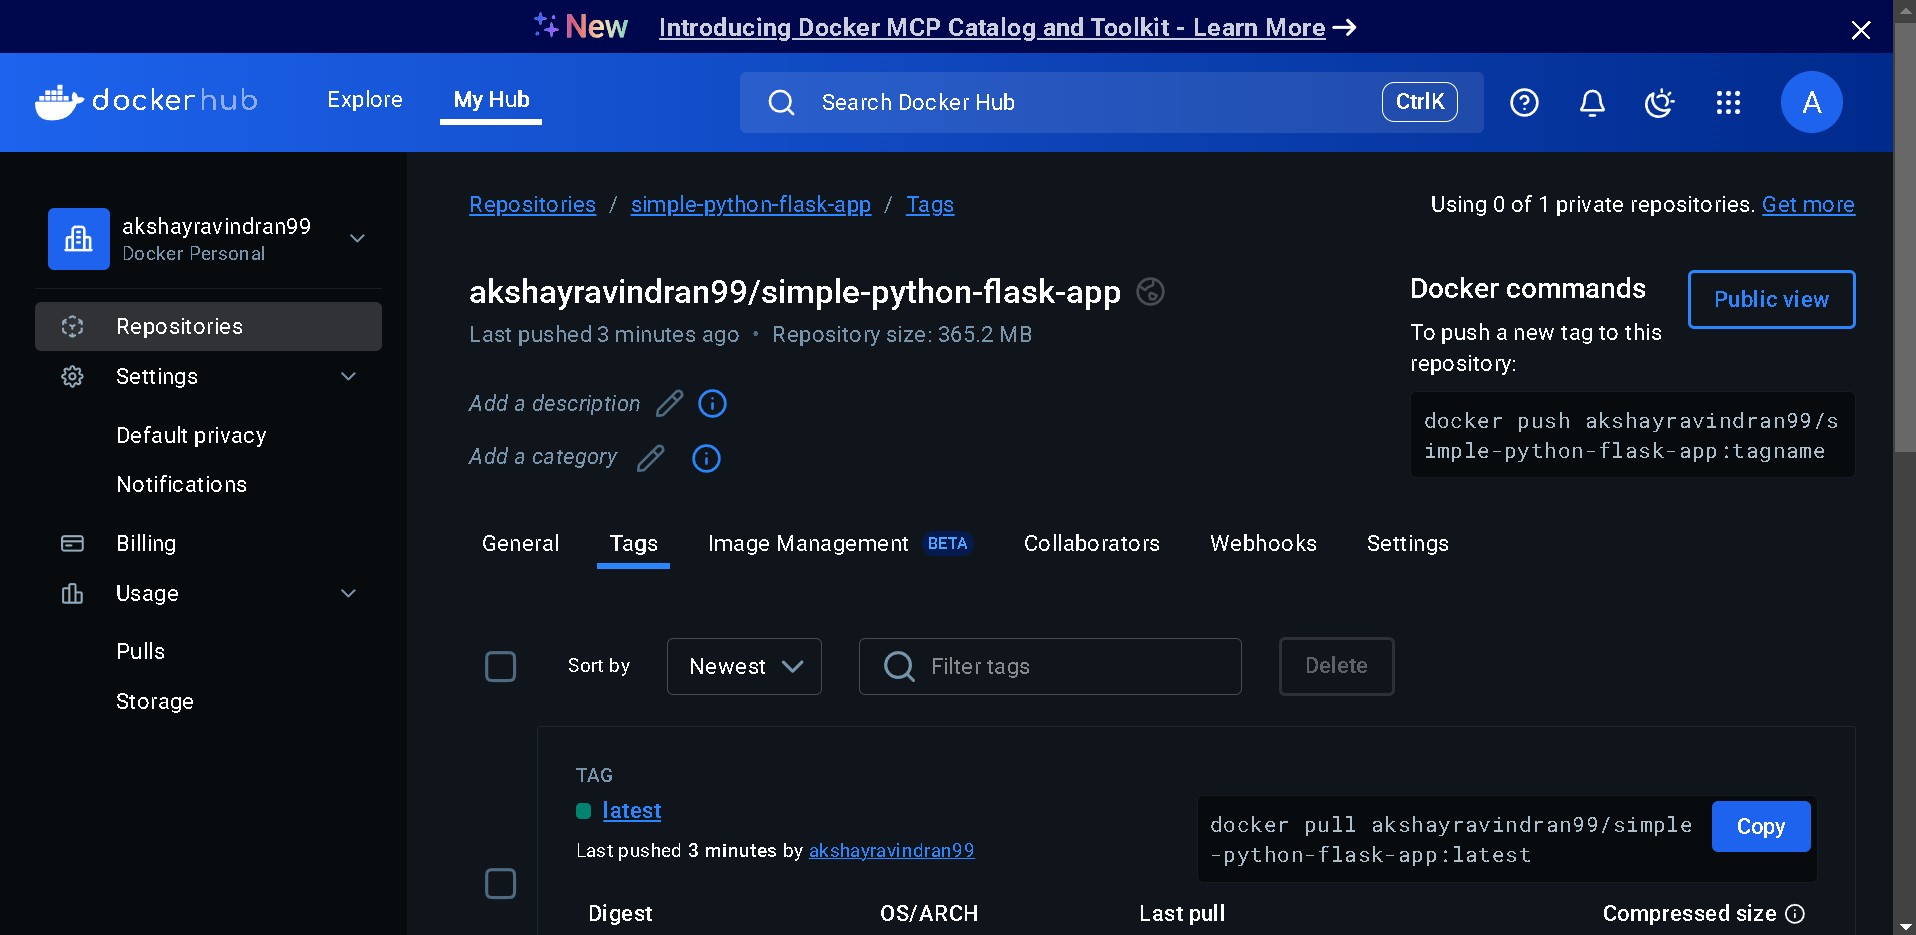 New Introducing Docker MCP Catalog and Toolkit - Learn More
dockerhub
Explore
My Hub
Search Docker Hub
CtrlK
A
akshayravindran99
Docker Personal
Repositories
Settings
Default privacy
Notifications
Billing
Usage
Pulls
Storage
Repositories / simple-python-flask-app / Tags
Using 0 of 1 private repositories. Get more
akshayravindran99/simple-python-flask-app
Last pushed 3 minutes ago • Repository size: 365.2 MB
Add a description
Add a category
Docker commands
Public view
To push a new tag to this
repository:
docker push akshayravindran99/s
imple-python-flask-app:tagname
General
Tags
Image Management BETA
Collaborators
Webhooks
Settings
Sort by
Newest
Filter tags
Delete
TAG
latest
Last pushed 3 minutes by akshayravindran99
docker pull akshayravindran99/simple
-python-flask-app:latest
Copy
Digest
OS/ARCH
Last pull
Compressed size